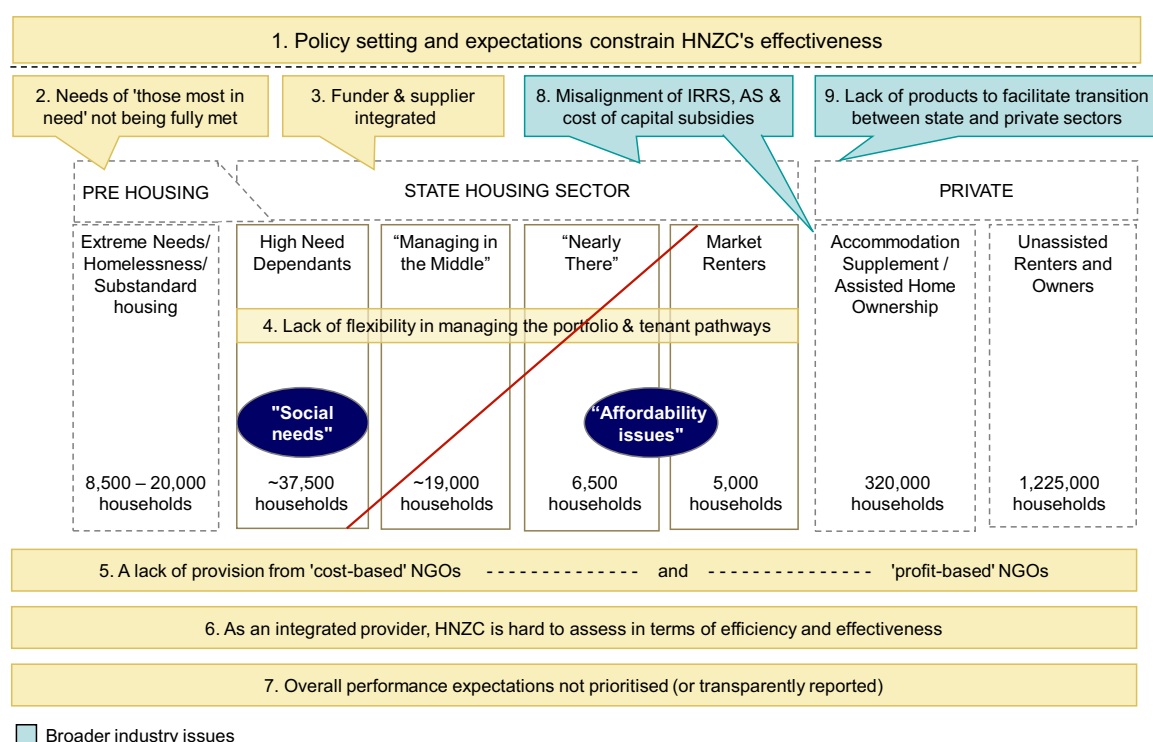 1. Policy setting and expectations constrain HNZC's effectiveness
2. Needs of 'those most in
need' not being fully met
3. Funder & supplier
integrated
8. Misalignment of IRRS, AS &
cost of capital subsidies
9. Lack of products to facilitate transition
between state and private sectors
PRE HOUSING
STATE HOUSING SECTOR
PRIVATE
Extreme Needs/
Homelessness/
Substandard
housing
High Need
Dependants
“Managing in
the Middle”
“Nearly
There”
Market
Renters
Accommodation
Supplement /
Assisted Home
Ownership
Unassisted
Renters and
Owners
4. Lack of flexibility in managing the portfolio & tenant pathways
"Social
needs"
“Affordability
issues"
8,500 – 20,000
households
~37,500
households
~19,000
households
6,500
households
5,000
households
320,000
households
1,225,000
households
5. A lack of provision from 'cost-based' NGOs - - - - - - - - - - - - - - and - - - - - - - - - - - - - - - 'profit-based' NGOs
6. As an integrated provider, HNZC is hard to assess in terms of efficiency and effectiveness
7. Overall performance expectations not prioritised (or transparently reported)
Broader industry issues